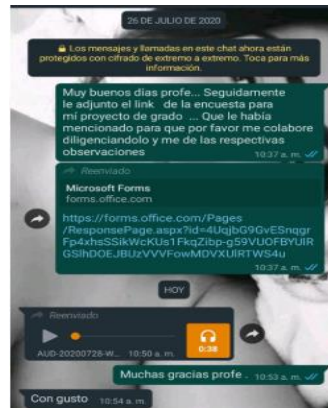 26 DE JULIO DE 2020
Los mensajes y llamadas en este chat ahora están
protegidos con cifrado de extremo a extremo. Toca para más
información.
Muy buenos dias profe... Seguidamente
le adjunto el link de la encuesta para
mí proyecto de grado ... Que le había
mencionado para que por favor me colabore
diligenciandolo y me de las respectivas
observaciones
10:37 a. m.
Reenviado
Microsoft Forms
forms.office.com
https://forms.office.com/Pages
/ResponsePage.aspx?id=4UqjbG9GvESnqgr
Fp4xhsSSikWcKUs1FkqZibp-g59VUOFBYUlR
GSlhDOEJBUzVVVFowMDVXUlRTWS4u
10:37 a. m.
HOY
Reenviado
0:38
AUD-20200728-W... 10:50 a. m.
Muchas gracias profe . 10:53 a. m.
Con gusto 10:54 a. m.